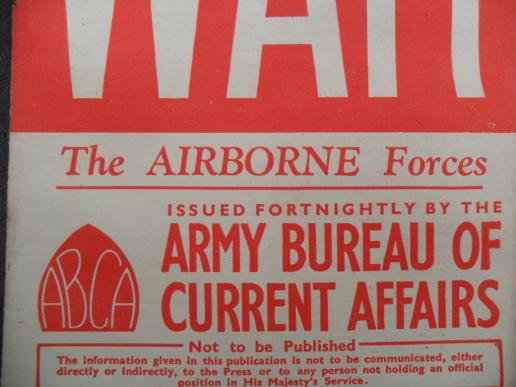 WAR
The AIRBORNE Forces
ISSUED FORTNIGHTLY BY THE
ARMY BUREAU OF
CURRENT AFFAIRS
ABCA
Not to be Published
The information given in this publication is not to be communicated, either
directly or indirectly, to the Press or to any person not holding an official
position in His Majesty's Service.